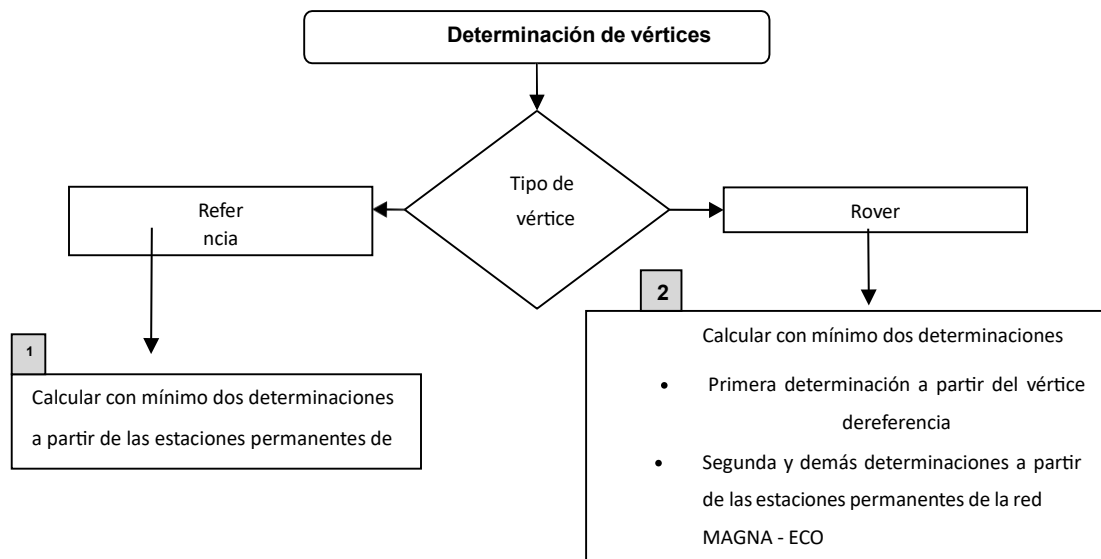 Determinación de vértices
Tipo de
vértice
Refer
ncia
Rover
1
Calcular con mínimo dos determinaciones
a partir de las estaciones permanentes de
2
Calcular con mínimo dos determinaciones
• Primera determinación a partir del vértice
dereferencia
• Segunda y demás determinaciones a partir
de las estaciones permanentes de la red
MAGNA - ECO